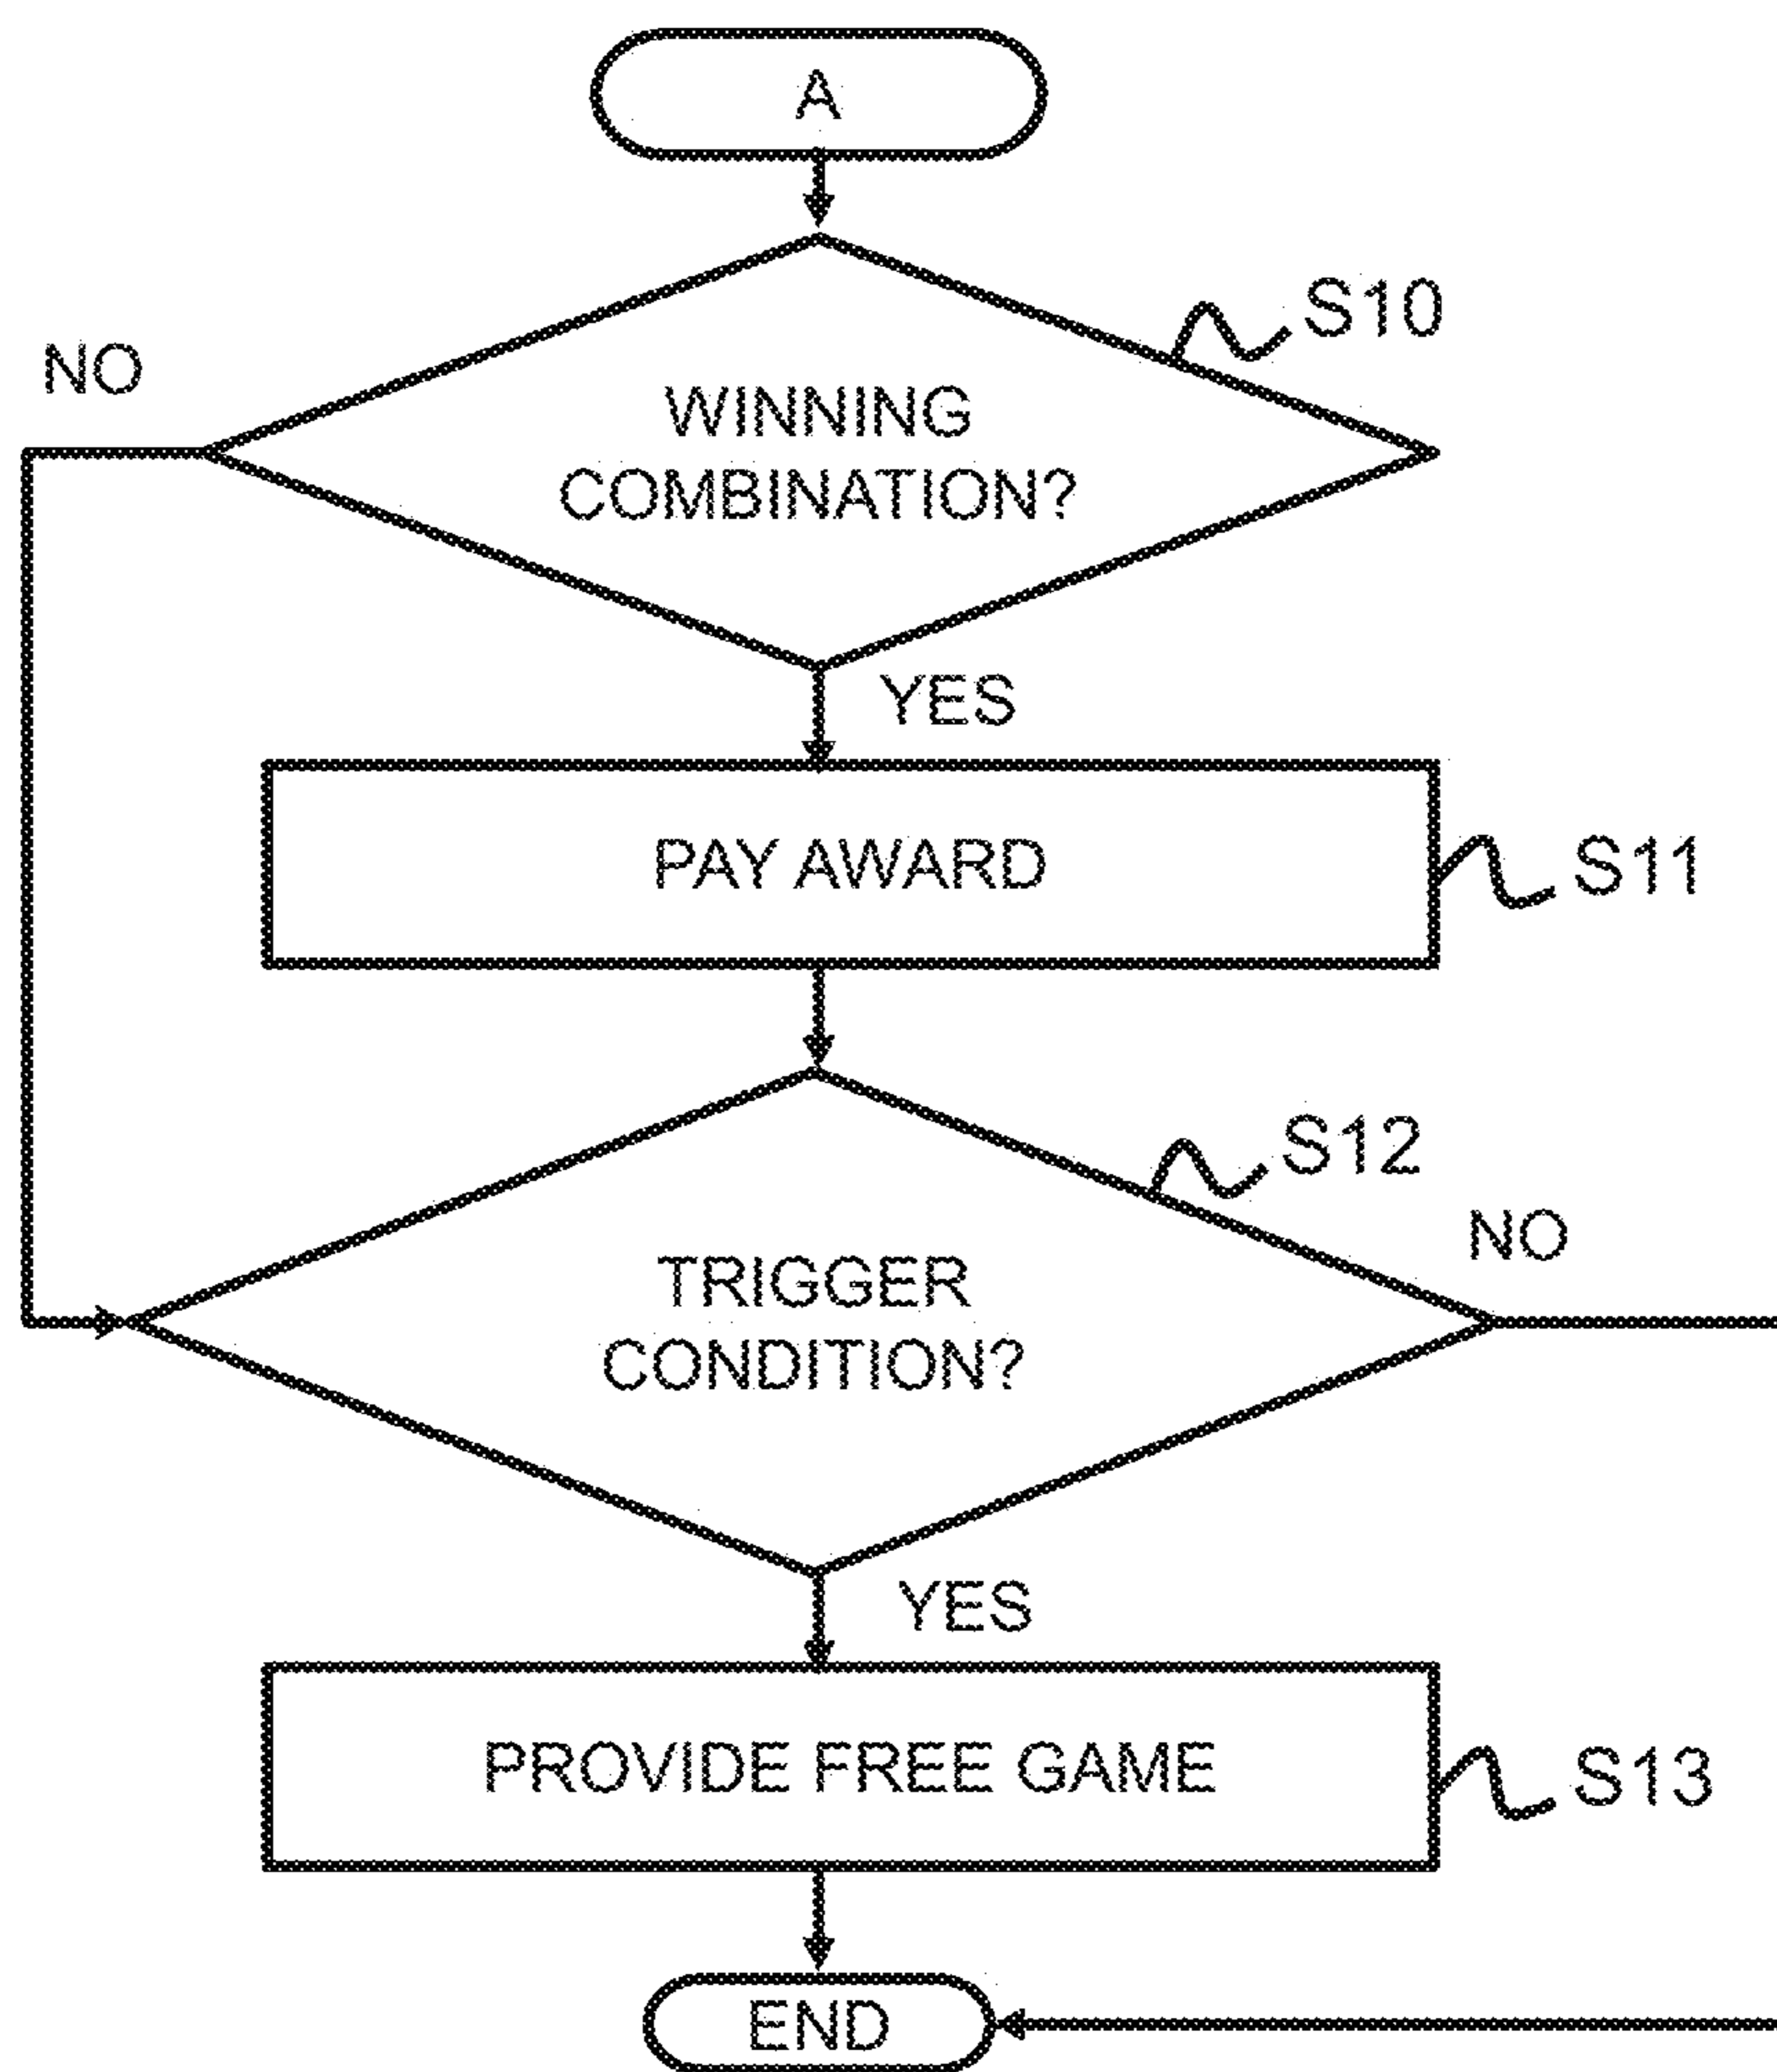 A
S10
NO
WINNING
COMBINATION?
YES
PAY AWARD
S11
S12
NO
TRIGGER
CONDITION?
YES
PROVIDE FREE GAME
S13
END